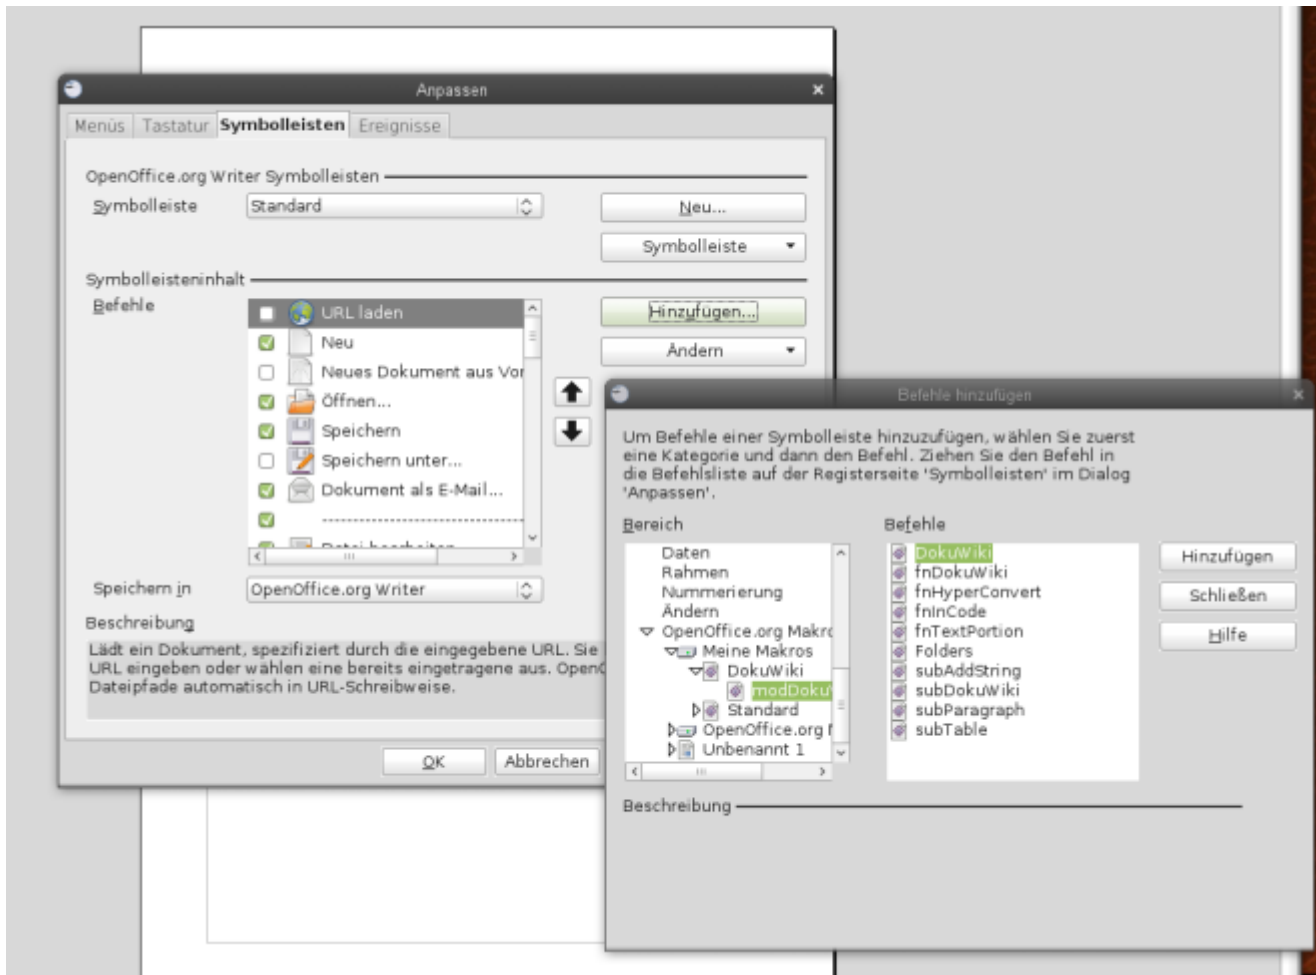 Anpassen
Menüs Tastatur Symbolleisten Ereignisse
OpenOffice.org Writer Symbolleisten
Symbolleiste Standard Neu...
Symbolleiste
Symbolleisteninhalt
Befehle
URL laden
Hinzufügen...
Neu
Ändern
Neues Dokument aus Vor
Öffnen...
Speichern
Speichern unter...
Dokument als E-Mail...
--------------------------------
Datei bearbeiten
Speichern in OpenOffice.org Writer
Beschreibung
Lädt ein Dokument, spezifiziert durch die eingegebene URL. Sie
URL eingeben oder wählen eine bereits eingetragene aus. OpenO
Dateipfade automatisch in URL-Schreibweise.
OK Abbrechen
Befehle hinzufügen
Um Befehle einer Symbolleiste hinzuzufügen, wählen Sie zuerst
eine Kategorie und dann den Befehl. Ziehen Sie den Befehl in
die Befehlsliste auf der Registerseite 'Symbolleisten' im Dialog
'Anpassen'.
Bereich
Daten
Rahmen
Nummerierung
Ändern
OpenOffice.org Makro
Meine Makros
DokuWiki
modDoku
Standard
OpenOffice.org
Unbenannt 1
Befehle
DokuWiki
fnDokuWiki
fnHyperConvert
fnInCode
fnTextPortion
Folders
subAddString
subDokuWiki
subParagraph
subTable
Hinzufügen
Schließen
Hilfe
Beschreibung